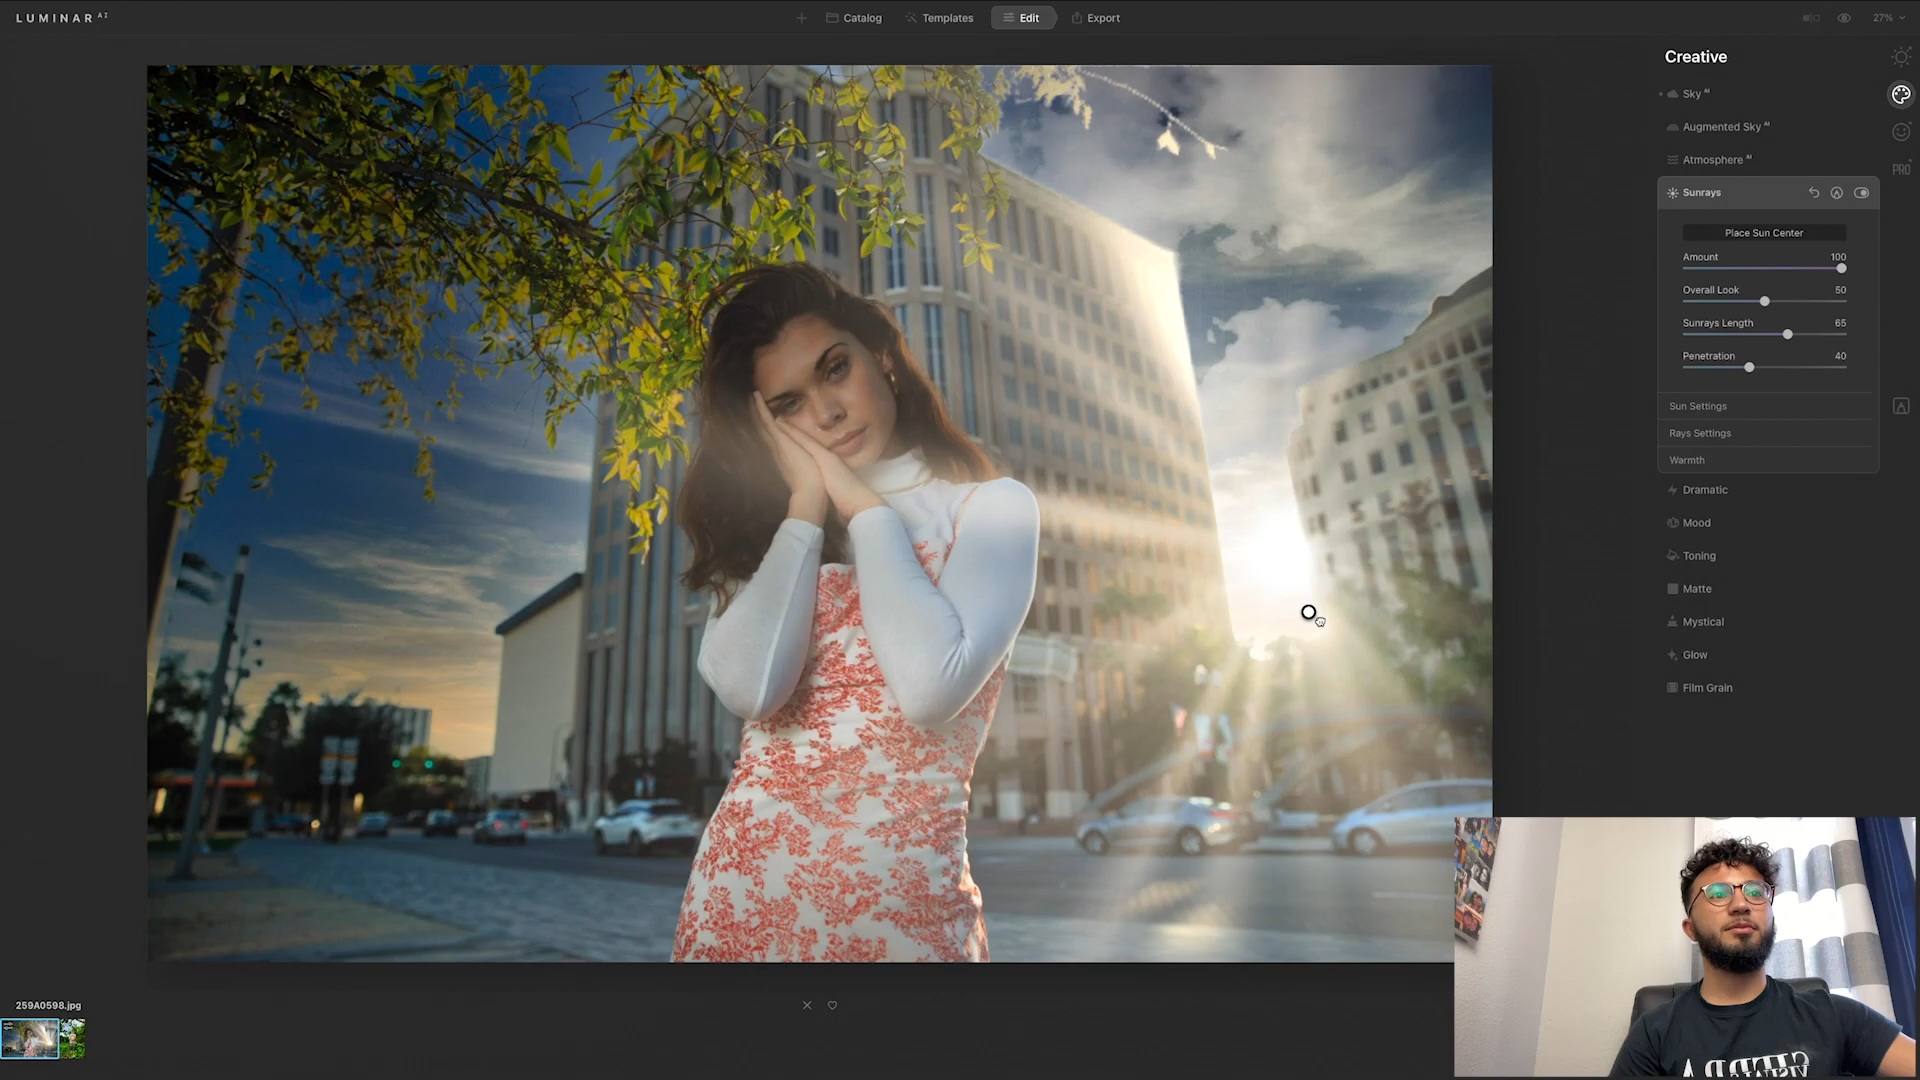 LUMINAR AI
Catalog
Templates
Edit
Export
27%
Creative
Sky AI
Augmented Sky AI
Atmosphere AI
PRO
Sunrays
Place Sun Center
Amount 100
Overall Look 50
Sunrays Length 65
Penetration 40
Sun Settings
Rays Settings
Warmth
Dramatic
Mood
Toning
Matte
Mystical
Glow
Film Grain
259A0598.jpg